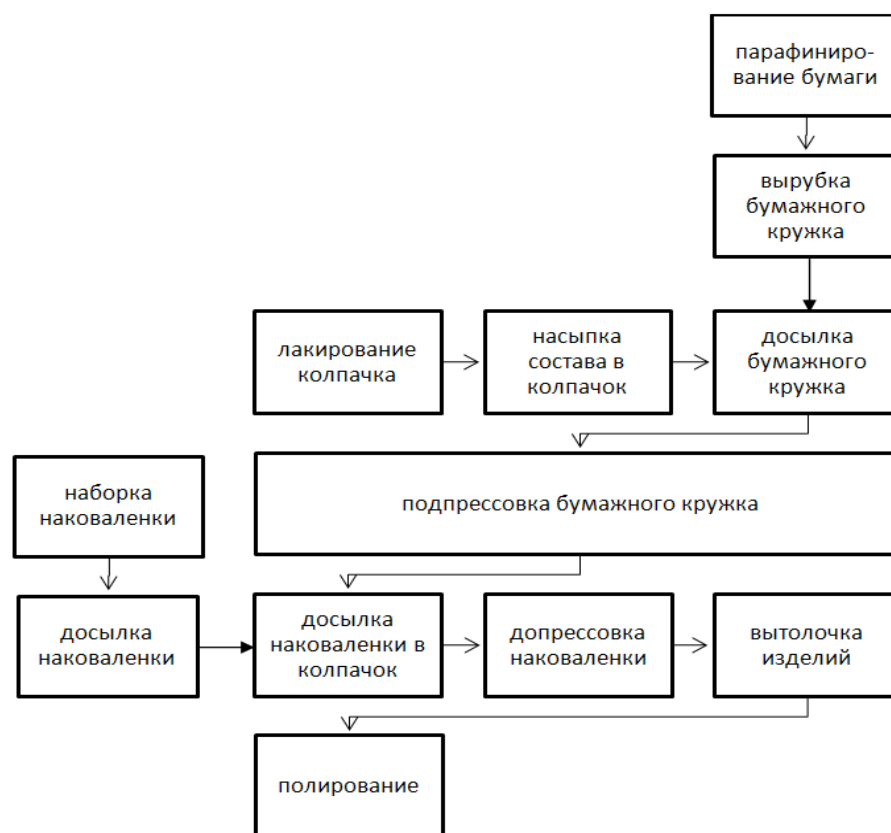 парафиниро-
вание бумаги
вырубка
бумажного
кружка
лакирование
колпачка
насыпка
состава в
колпачок
досылка
бумажного
кружка
подпрессовка бумажного кружка
наборка
наковаленки
досылка
наковаленки
досылка
наковаленки в
колпачок
допрессовка
наковаленки
вытолочка
изделий
полирование